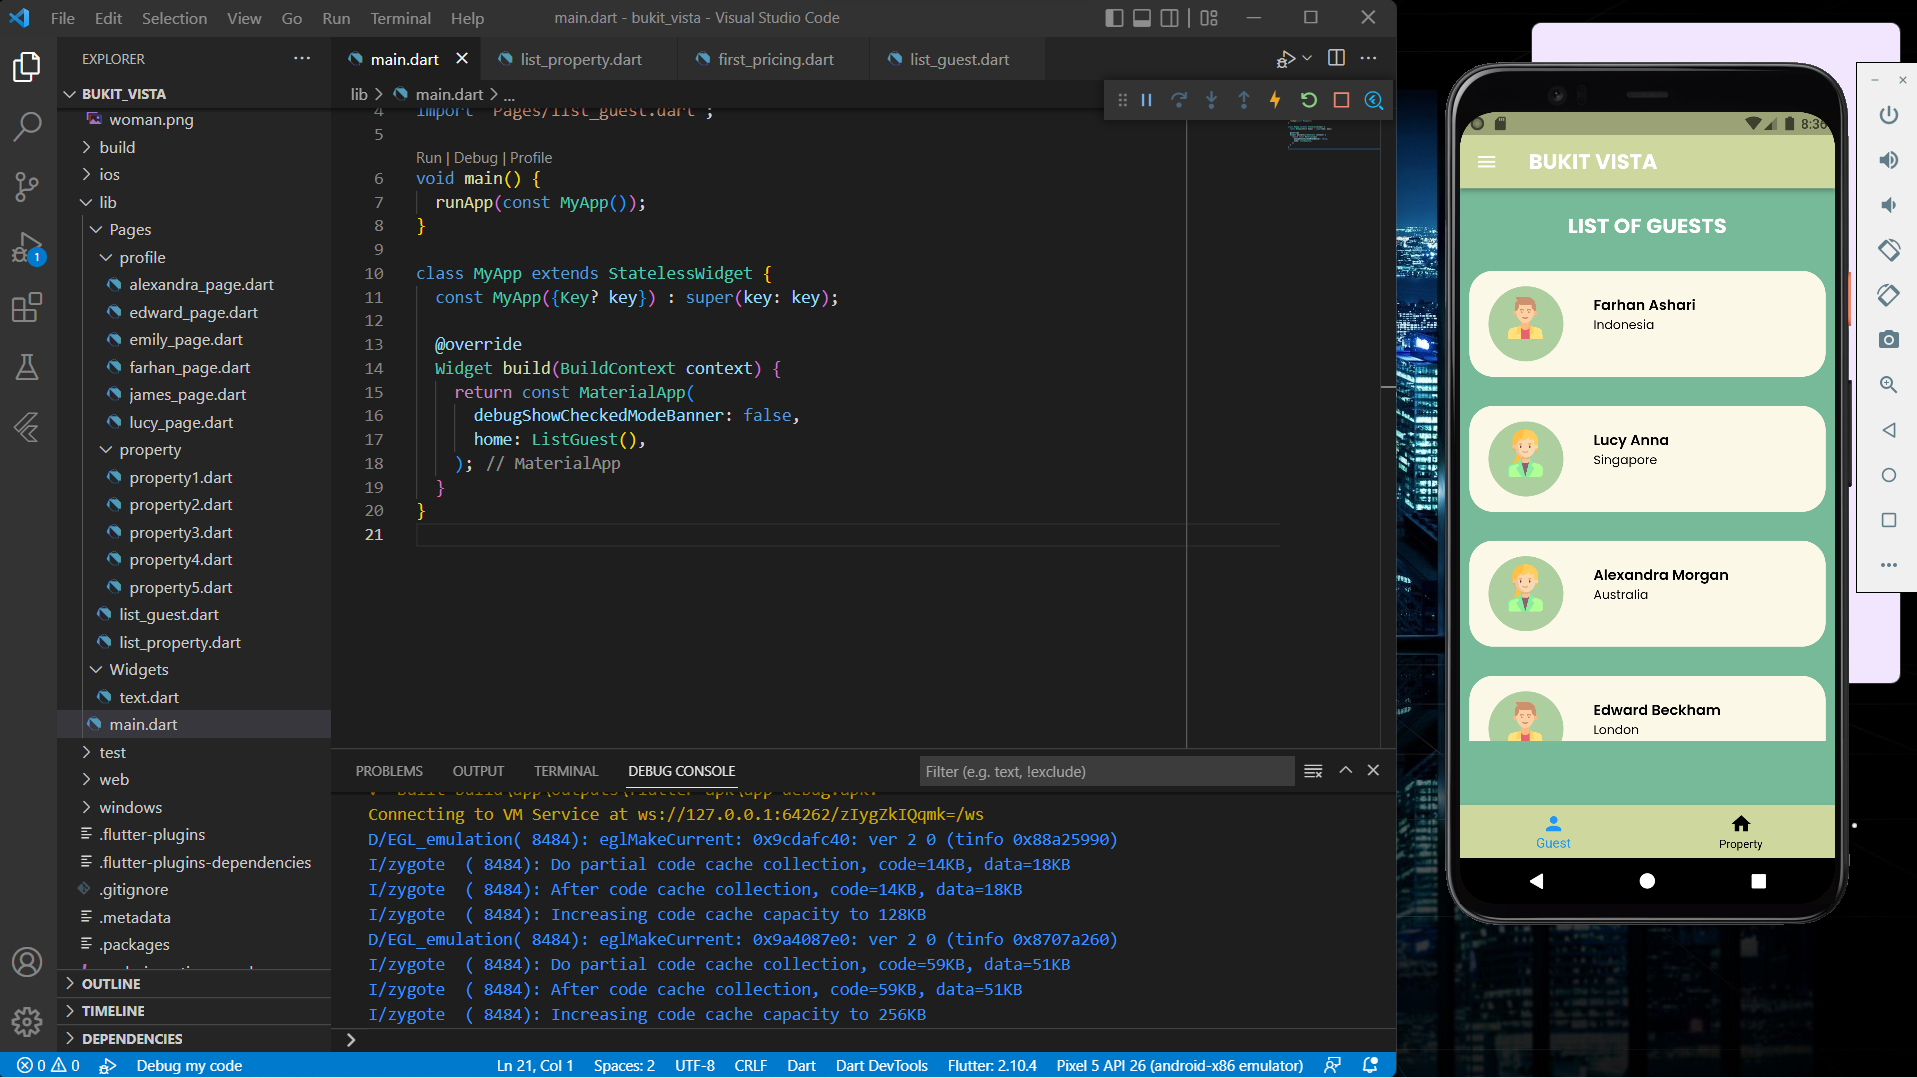 File Edit Selection View Go Run Terminal Help
main.dart - bukit_vista - Visual Studio Code
EXPLORER
BUKIT_VISTA
woman.png
build
ios
lib
Pages
profile
alexandra_page.dart
edward_page.dart
emily_page.dart
farhan_page.dart
james_page.dart
lucy_page.dart
property
property1.dart
property2.dart
property3.dart
property4.dart
property5.dart
list_guest.dart
list_property.dart
Widgets
text.dart
main.dart
test
web
windows
.flutter-plugins
.flutter-plugins-dependencies
.gitignore
.metadata
.packages
OUTLINE
TIMELINE
DEPENDENCIES
1
main.dart
list_property.dart
first_pricing.dart
list_guest.dart
lib > main.dart > ...
4 import 'Pages/list_guest.dart';
5
Run | Debug | Profile
6 void main() {
7 runApp(const MyApp());
8 }
9
10 class MyApp extends StatelessWidget {
11 const MyApp({Key? key}) : super(key: key);
12
13 @override
14 Widget build(BuildContext context) {
15 return const MaterialApp(
16 debugShowCheckedModeBanner: false,
17 home: ListGuest(),
18 ); // MaterialApp
19 }
20 }
21
PROBLEMS OUTPUT TERMINAL DEBUG CONSOLE
Filter (e.g. text, !exclude)
Built build\app\outputs\flutter-apk\app-debug.apk.
Connecting to VM Service at ws://127.0.0.1:64262/zIygZkIQqmk=/ws
D/EGL_emulation( 8484): eglMakeCurrent: 0x9cdafc40: ver 2 0 (tinfo 0x88a25990)
I/zygote  ( 8484): Do partial code cache collection, code=14KB, data=18KB
I/zygote  ( 8484): After code cache collection, code=14KB, data=18KB
I/zygote  ( 8484): Increasing code cache capacity to 128KB
D/EGL_emulation( 8484): eglMakeCurrent: 0x9a4087e0: ver 2 0 (tinfo 0x8707a260)
I/zygote  ( 8484): Do partial code cache collection, code=59KB, data=51KB
I/zygote  ( 8484): After code cache collection, code=59KB, data=51KB
I/zygote  ( 8484): Increasing code cache capacity to 256KB
0 0 Debug my code
Ln 21, Col 1 Spaces: 2 UTF-8 CRLF Dart Dart DevTools Flutter: 2.10.4 Pixel 5 API 26 (android-x86 emulator)
8:36
BUKIT VISTA
LIST OF GUESTS
Farhan Ashari
Indonesia
Lucy Anna
Singapore
Alexandra Morgan
Australia
Edward Beckham
London
Guest
Property